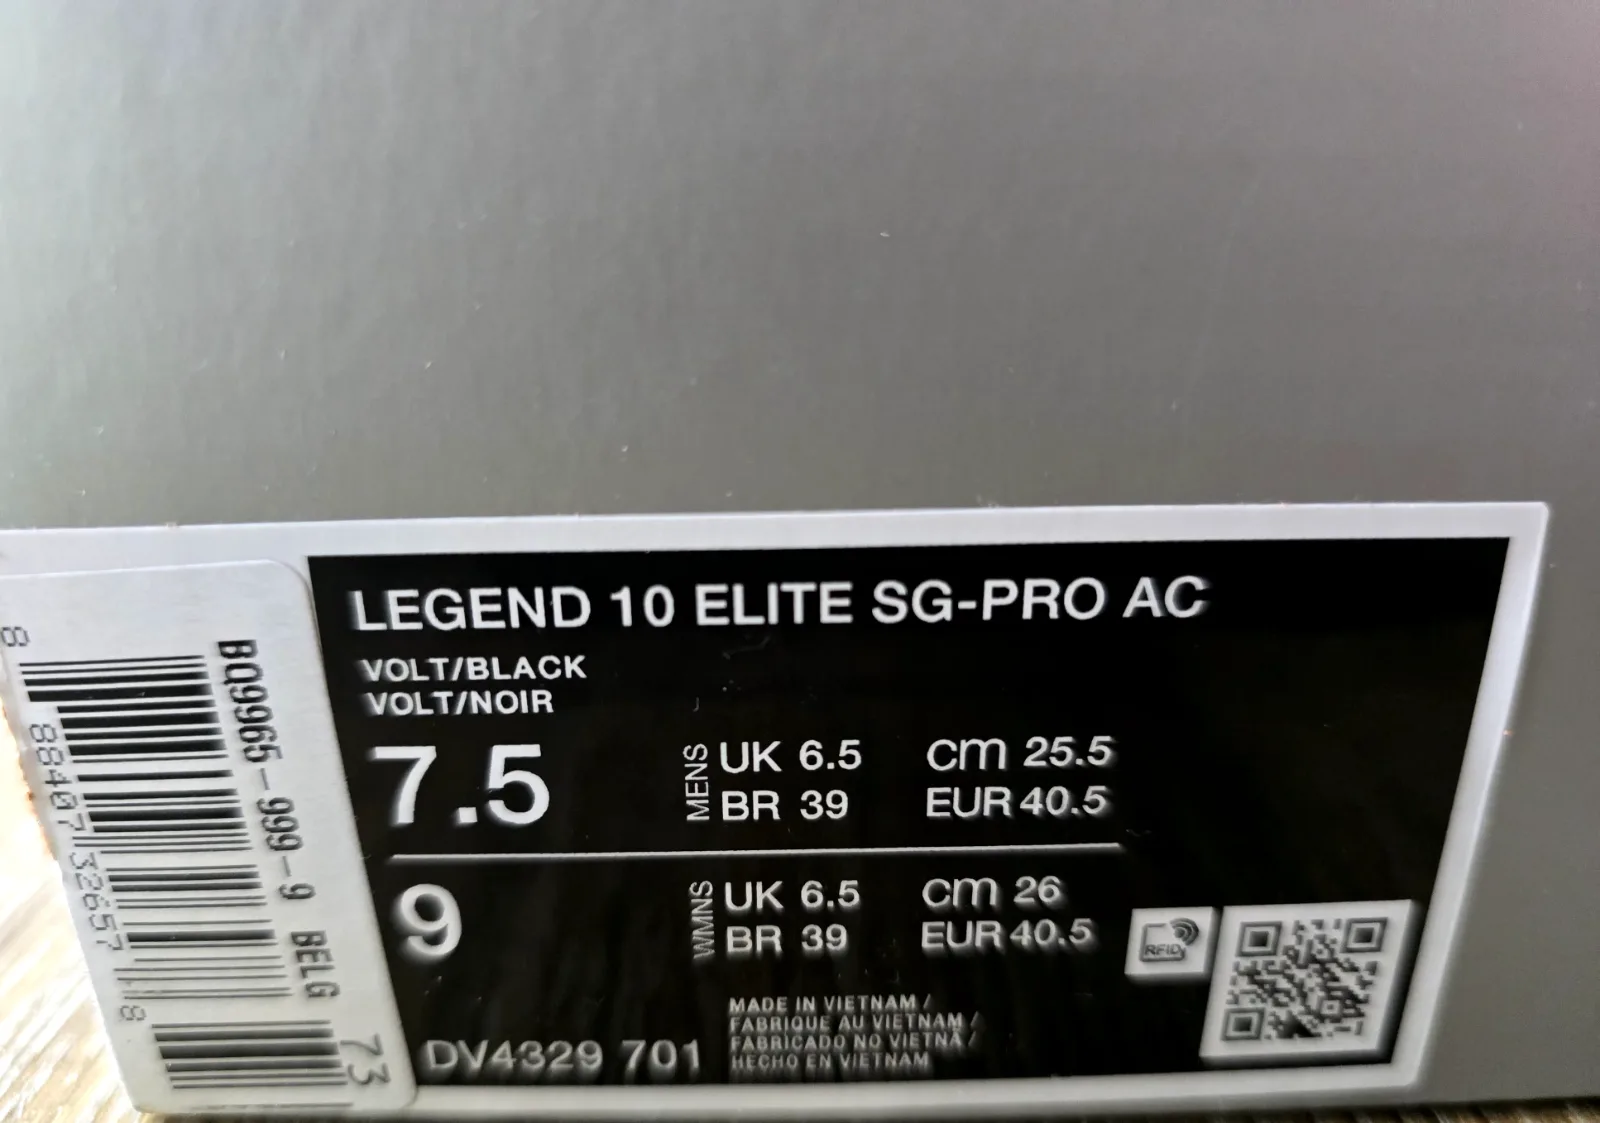 LEGEND 10 ELITE SG-PRO AC
VOLT/BLACK
VOLT/NOIR
7.5
MENS
UK 6.5 cm 25.5
BR 39 EUR 40.5
9
WMNS
UK 6.5 cm 26
BR 39 EUR 40.5
RFID
DV4329 701
MADE IN VIETNAM /
FABRIQUE AU VIETNAM /
FABRICADO NO VIETNA /
HECHO EN VIETNAM
BQ9965-999-9 BELG
8 88407 32657 8
73